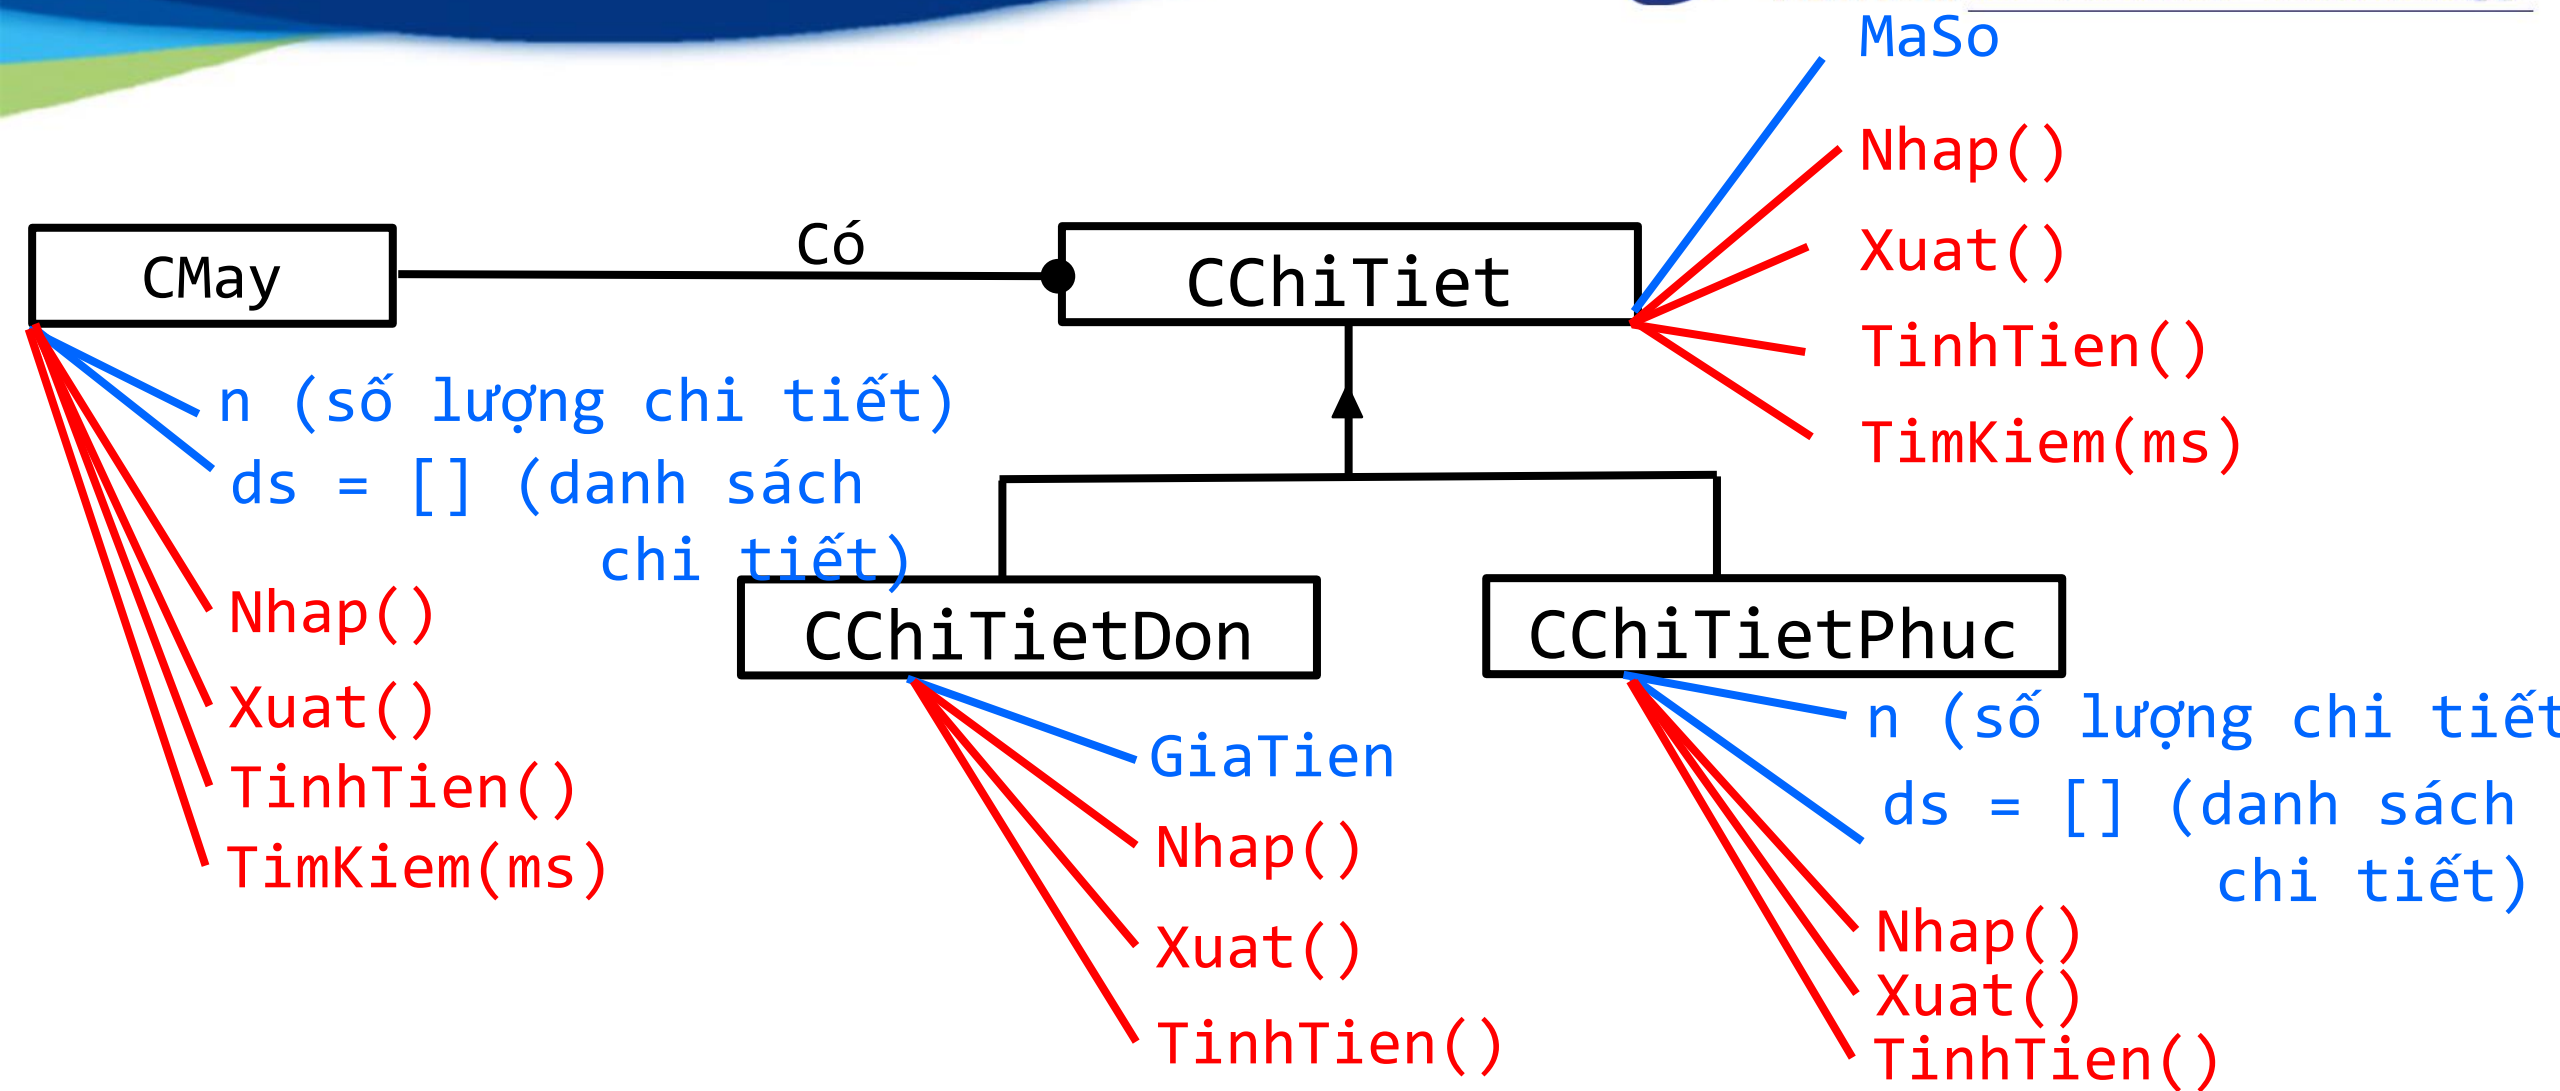 MaSo
Nhap()
Xuat()
TinhTien()
TimKiem(ms)
Có
CMay
CChiTiet
n (số lượng chi tiết)
ds = [] (danh sách
chi tiết)
Nhap()
Xuat()
TinhTien()
TimKiem(ms)
CChiTietDon
GiaTien
Nhap()
Xuat()
TinhTien()
CChiTietPhuc
n (số lượng chi tiết
ds = [] (danh sách
chi tiết)
Nhap()
Xuat()
TinhTien()